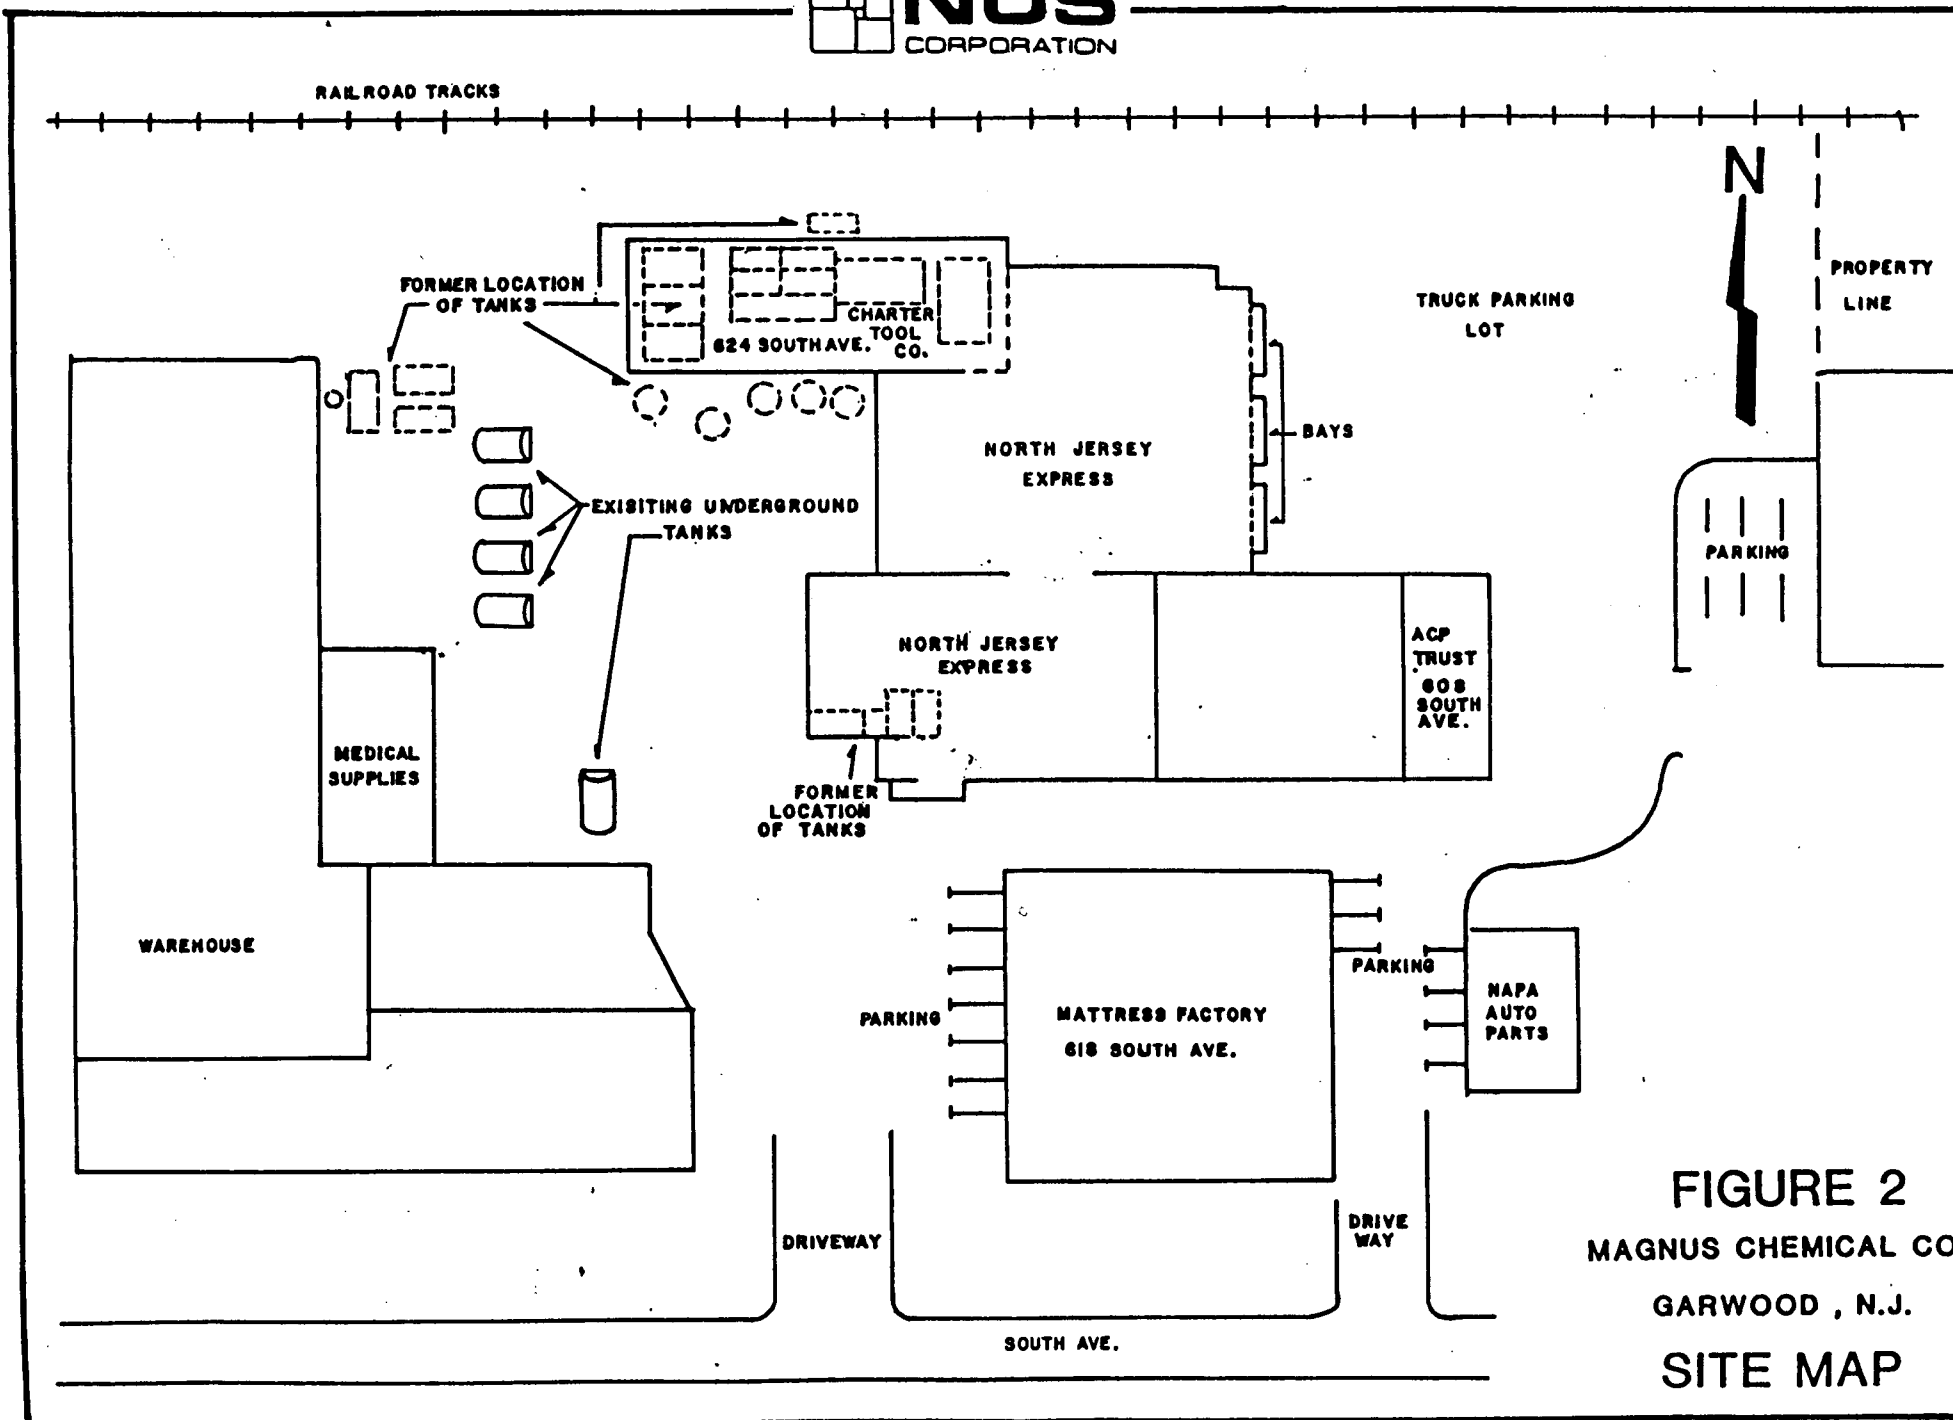 NUS
CORPORATION
RAILROAD TRACKS
N
PROPERTY
LINE
FORMER LOCATION
OF TANKS
CHARTER
TOOL
CO.
624 SOUTH AVE.
TRUCK PARKING
LOT
BAYS
NORTH JERSEY
EXPRESS
EXISITING UNDERGROUND
TANKS
PARKING
NORTH JERSEY
EXPRESS
ACP
TRUST
608
SOUTH
AVE.
MEDICAL
SUPPLIES
FORMER
LOCATION
OF TANKS
WAREHOUSE
PARKING
PARKING
MATTRESS FACTORY
618 SOUTH AVE.
NAPA
AUTO
PARTS
DRIVEWAY
DRIVE
WAY
SOUTH AVE.
FIGURE 2
MAGNUS CHEMICAL CO
GARWOOD , N.J.
SITE MAP